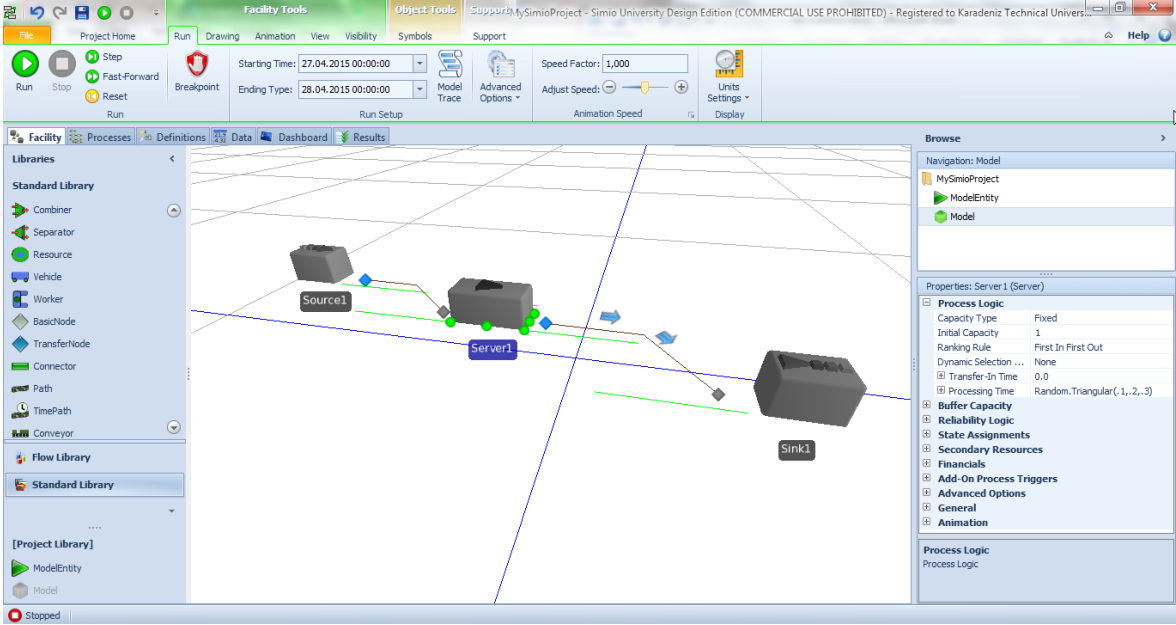 Facility Tools
Object Tools
Support
MySimioProject - Simio University Design Edition (COMMERCIAL USE PROHIBITED) - Registered to Karadeniz Technical Univers...
File
Project Home
Run
Drawing
Animation
View
Visibility
Symbols
Support
Help
Run
Stop
Step
Fast-Forward
Reset
Run
Breakpoint
Starting Time: 27.04.2015 00:00:00
Ending Type: 28.04.2015 00:00:00
Model Trace
Advanced Options
Run Setup
Speed Factor: 1,000
Adjust Speed:
Animation Speed
Units Settings
Display
Facility
Processes
Definitions
Data
Dashboard
Results
Libraries
Standard Library
Combiner
Separator
Resource
Vehicle
Worker
BasicNode
TransferNode
Connector
Path
TimePath
Conveyor
Flow Library
Standard Library
[Project Library]
ModelEntity
Model
Source1
Server1
Sink1
Browse
Navigation: Model
MySimioProject
ModelEntity
Model
Properties: Server1 (Server)
Process Logic
Capacity Type Fixed
Initial Capacity 1
Ranking Rule First In First Out
Dynamic Selection ... None
Transfer-In Time 0.0
Processing Time Random.Triangular(.1,.2,.3)
Buffer Capacity
Reliability Logic
State Assignments
Secondary Resources
Financials
Add-On Process Triggers
Advanced Options
General
Animation
Process Logic
Process Logic
Stopped